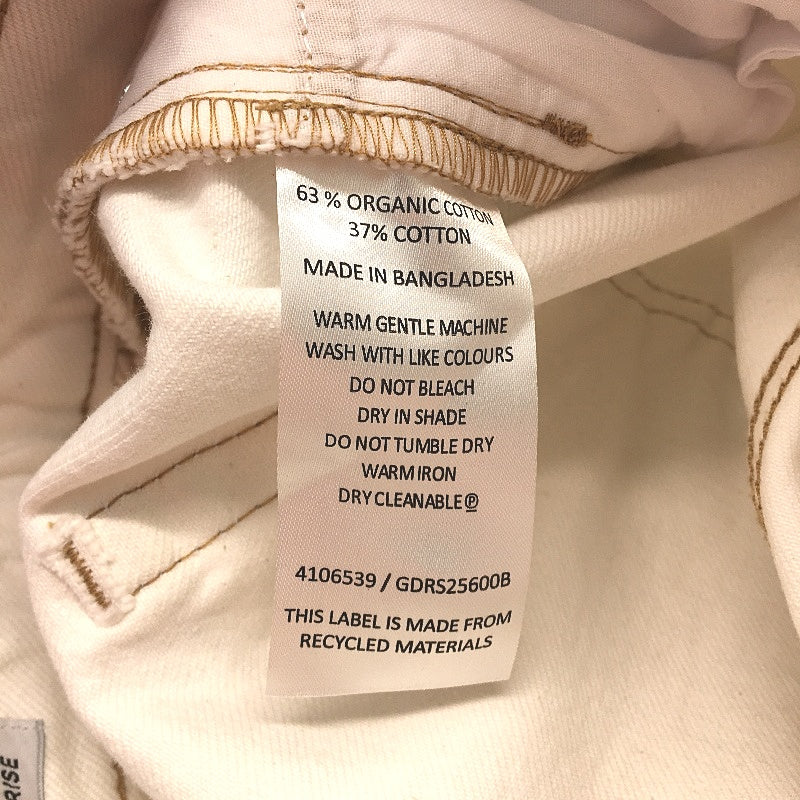 63 % ORGANIC COTTON
37% COTTON
MADE IN BANGLADESH
WARM GENTLE MACHINE
WASH WITH LIKE COLOURS
DO NOT BLEACH
DRY IN SHADE
DO NOT TUMBLE DRY
WARM IRON
DRY CLEANABLE Ⓟ
4106539 / GDRS25600B
THIS LABEL IS MADE FROM
RECYCLED MATERIALS
RISE